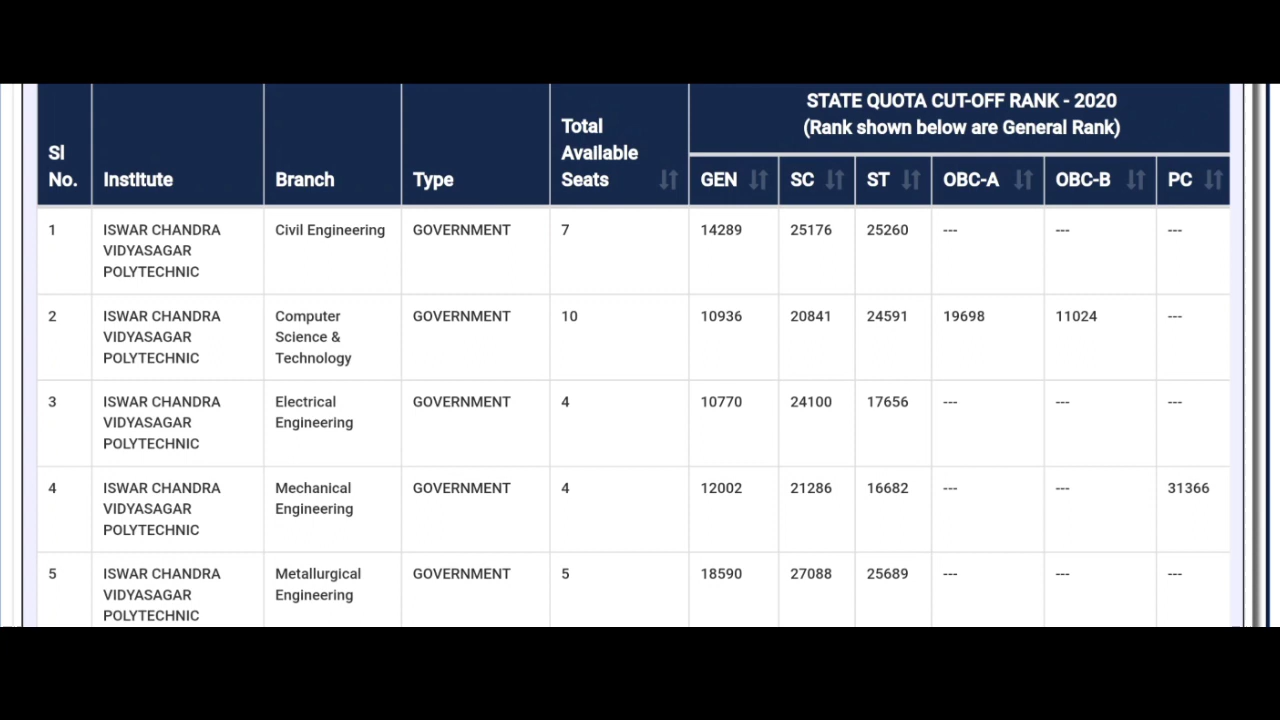 STATE QUOTA CUT-OFF RANK - 2020
(Rank shown below are General Rank)
Sl No. Institute Branch Type Total Available Seats GEN SC ST OBC-A OBC-B PC
1 ISWAR CHANDRA VIDYASAGAR POLYTECHNIC Civil Engineering GOVERNMENT 7 14289 25176 25260 --- --- ---
2 ISWAR CHANDRA VIDYASAGAR POLYTECHNIC Computer Science & Technology GOVERNMENT 10 10936 20841 24591 19698 11024 ---
3 ISWAR CHANDRA VIDYASAGAR POLYTECHNIC Electrical Engineering GOVERNMENT 4 10770 24100 17656 --- --- ---
4 ISWAR CHANDRA VIDYASAGAR POLYTECHNIC Mechanical Engineering GOVERNMENT 4 12002 21286 16682 --- --- 31366
5 ISWAR CHANDRA VIDYASAGAR POLYTECHNIC Metallurgical Engineering GOVERNMENT 5 18590 27088 25689 --- --- ---